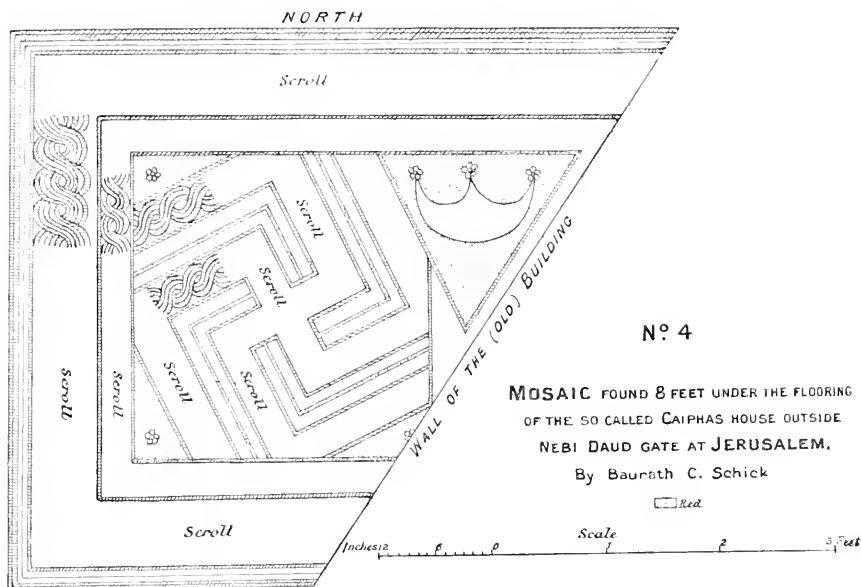 NORTH
Scroll
Scroll
Scroll
Scroll
Scroll
Scroll
Scroll
Scroll
WALL OF THE (OLD) BUILDING
Nº 4
MOSAIC FOUND 8 FEET UNDER THE FLOORING
OF THE SO CALLED CAIPHAS HOUSE OUTSIDE
NEBI DAUD GATE AT JERUSALEM.
By Baurath C. Schick
Red
Scale
Inches 12 6 0 1 2 3 Feet